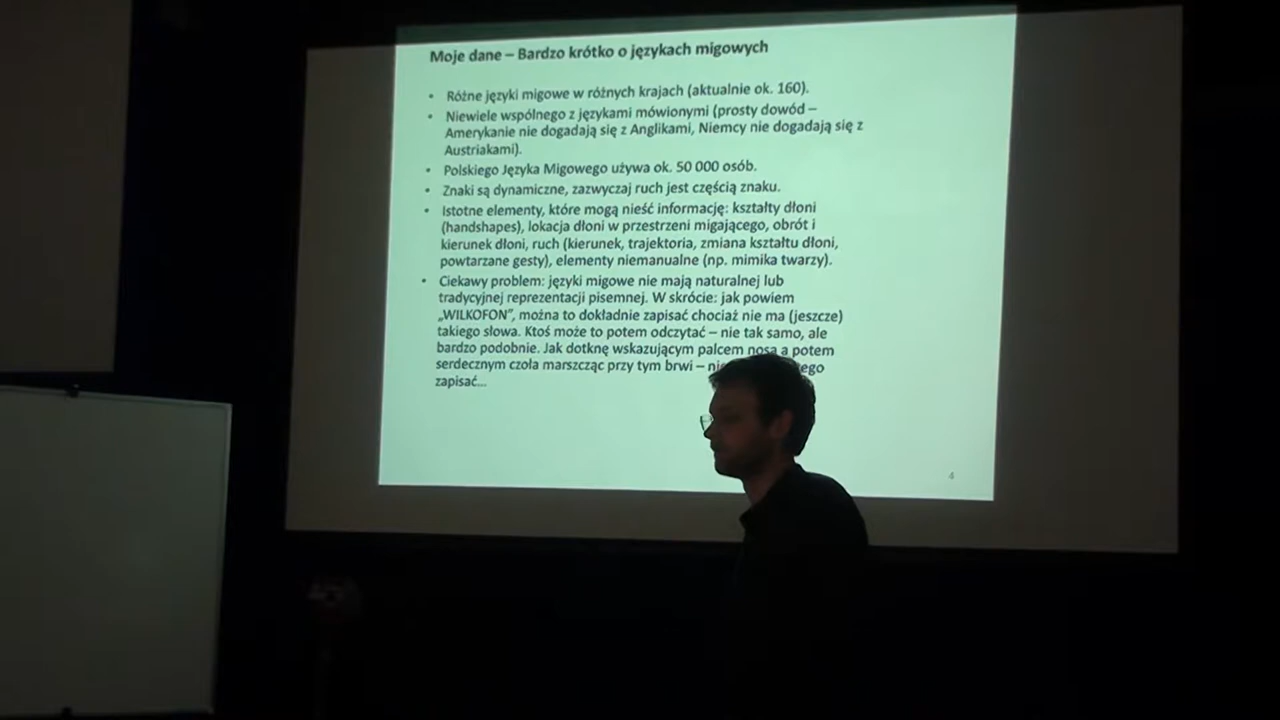 Moje dane – Bardzo krótko o językach migowych
• Różne języki migowe w różnych krajach (aktualnie ok. 160).
• Niewiele wspólnego z językami mówionymi (prosty dowód –
Amerykanie nie dogadają się z Anglikami, Niemcy nie dogadają się z
Austriakami).
• Polskiego Języka Migowego używa ok. 50 000 osób.
• Znaki są dynamiczne, zazwyczaj ruch jest częścią znaku.
• Istotne elementy, które mogą nieść informację: kształty dłoni
(handshapes), lokacja dłoni w przestrzeni migającego, obrót i
kierunek dłoni, ruch (kierunek, trajektoria, zmiana kształtu dłoni,
powtarzane gesty), elementy niemanualne (np. mimika twarzy).
• Ciekawy problem: języki migowe nie mają naturalnej lub
tradycyjnej reprezentacji pisemnej. W skrócie: jak powiem
„WILKOFON”, można to dokładnie zapisać chociaż nie ma (jeszcze)
takiego słowa. Ktoś może to potem odczytać – nie tak samo, ale
bardzo podobnie. Jak dotknę wskazującym palcem nosa a potem
serdecznym czoła marszcząc przy tym brwi –
zapisać...
4